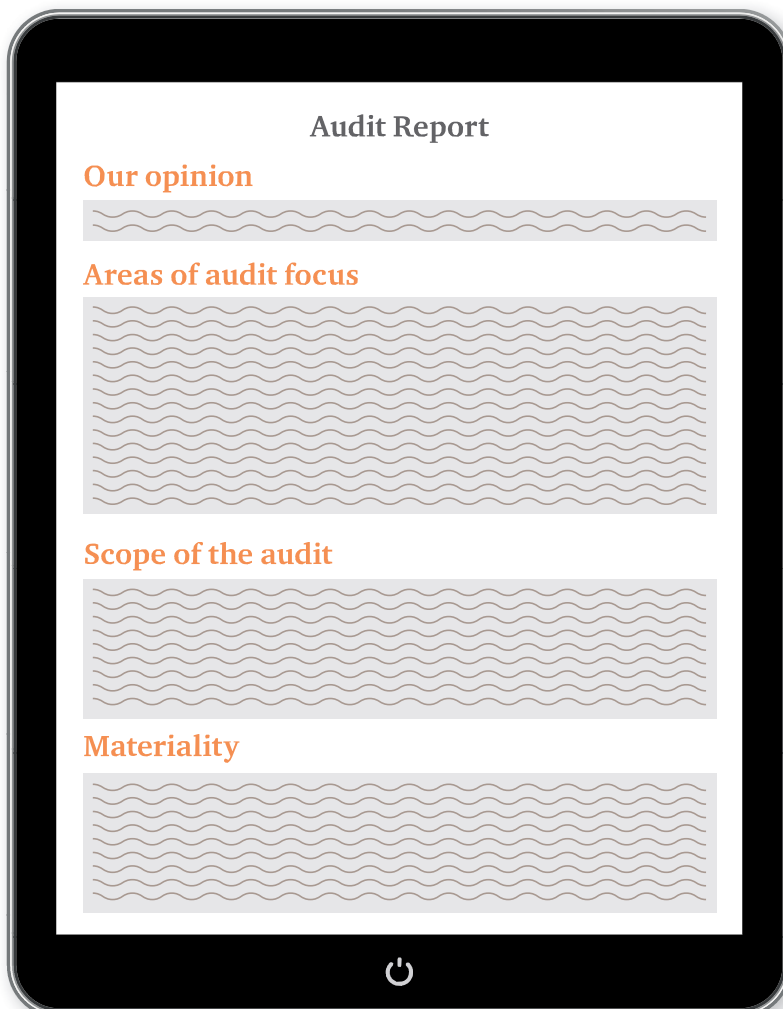 Audit Report
Our opinion
Areas of audit focus
Scope of the audit
Materiality